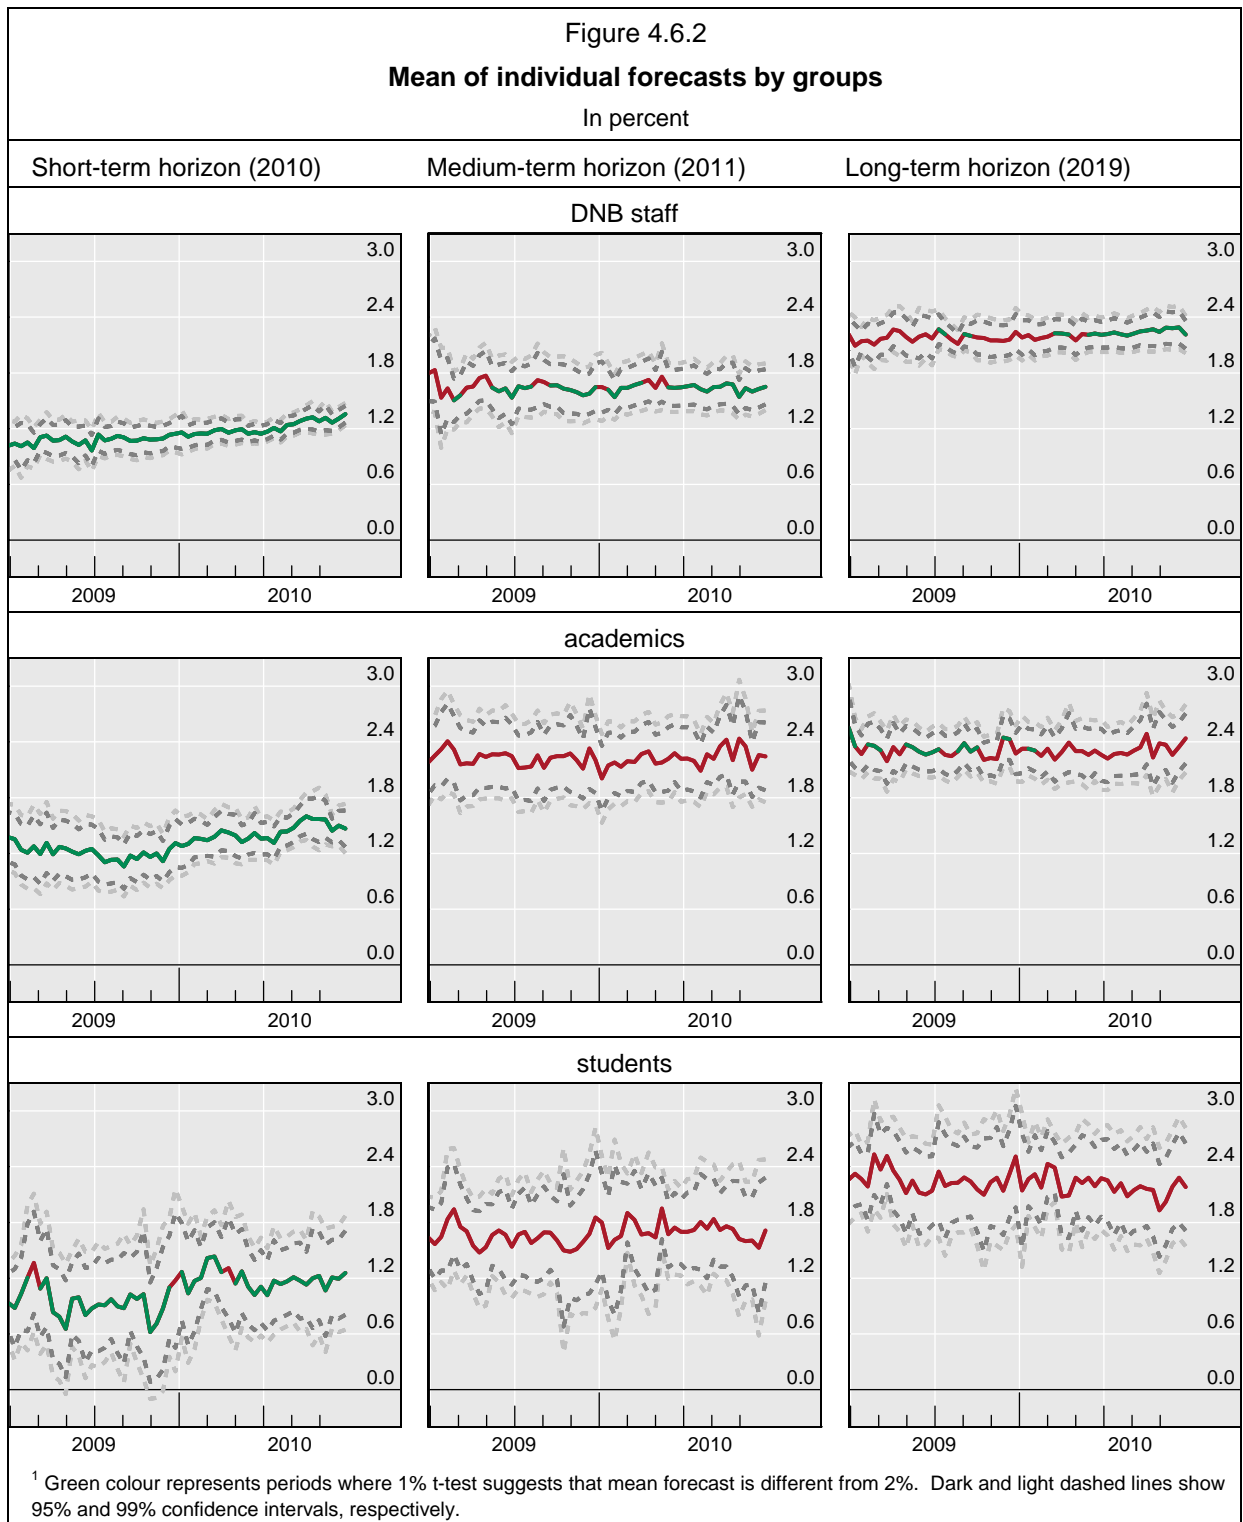 Figure 4.6.2
Mean of individual forecasts by groups
In percent
Short-term horizon (2010) Medium-term horizon (2011) Long-term horizon (2019)
DNB staff
3.0 3.0 3.0
2.4 2.4 2.4
1.8 1.8 1.8
1.2 1.2 1.2
0.6 0.6 0.6
0.0 0.0 0.0
2009 2010 2009 2010 2009 2010
academics
3.0 3.0 3.0
2.4 2.4 2.4
1.8 1.8 1.8
1.2 1.2 1.2
0.6 0.6 0.6
0.0 0.0 0.0
2009 2010 2009 2010 2009 2010
students
3.0 3.0 3.0
2.4 2.4 2.4
1.8 1.8 1.8
1.2 1.2 1.2
0.6 0.6 0.6
0.0 0.0 0.0
2009 2010 2009 2010 2009 2010
1 Green colour represents periods where 1% t-test suggests that mean forecast is different from 2%. Dark and light dashed lines show
95% and 99% confidence intervals, respectively.